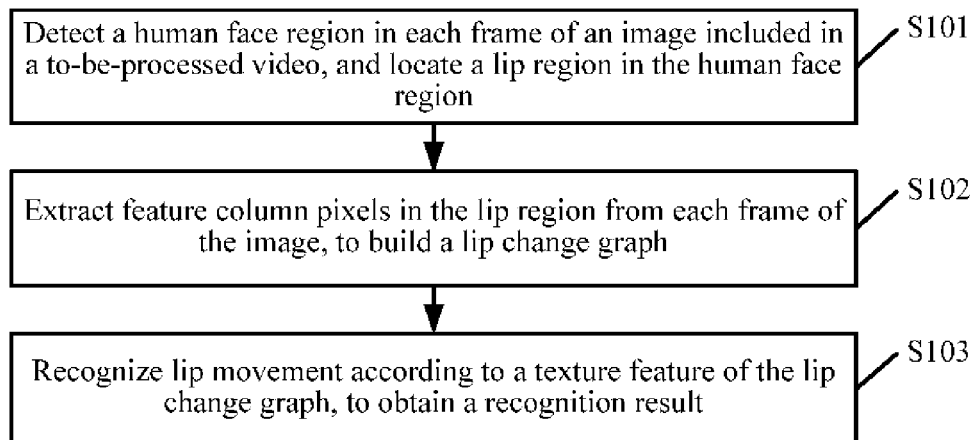 Detect a human face region in each frame of an image included in
a to-be-processed video, and locate a lip region in the human face
region
S101
Extract feature column pixels in the lip region from each frame of
the image, to build a lip change graph
S102
Recognize lip movement according to a texture feature of the lip
change graph, to obtain a recognition result
S103